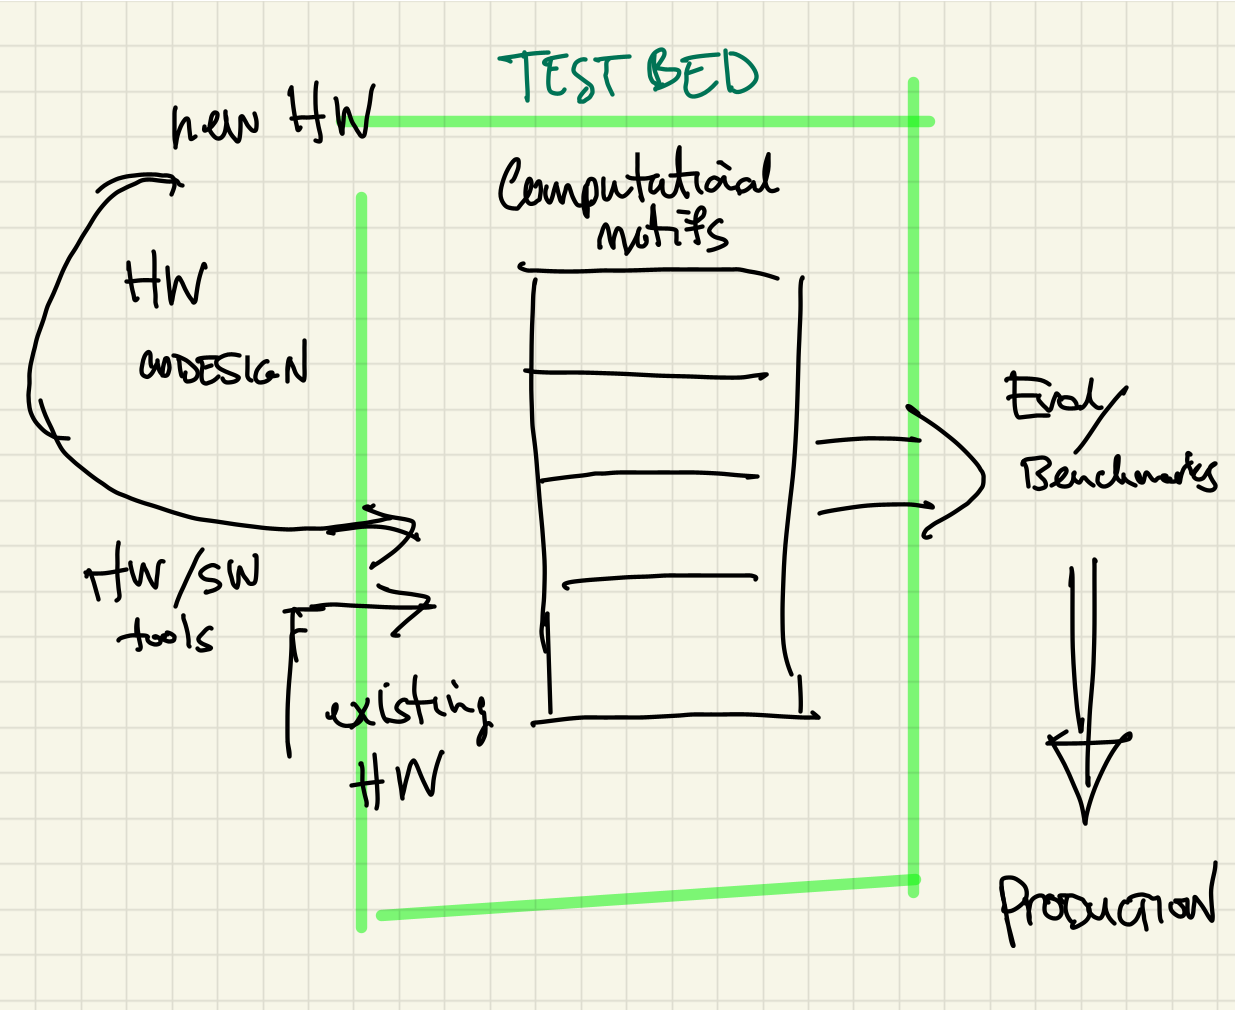 TEST BED
new HW
Computational
motifs
HW
CODESIGN
Eval/
Benchmarks
HW/SW
tools
existing
HW
PRODUCTION